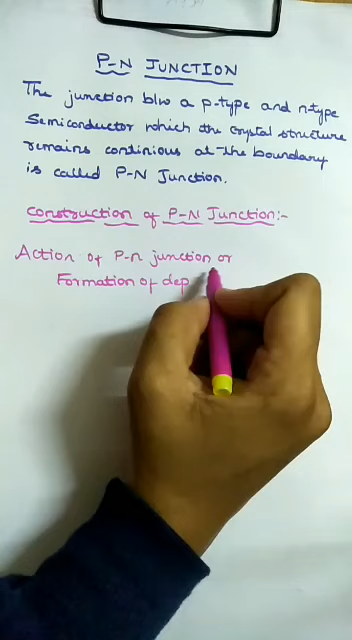 P-N JUNCTION
The junction b/w a p-type and n-type
Semiconductor which the crystal structure
remains continious at the boundary
is called P-N Junction.
Construction of P-N Junction:-
Action of P-n junction or
Formation of dep